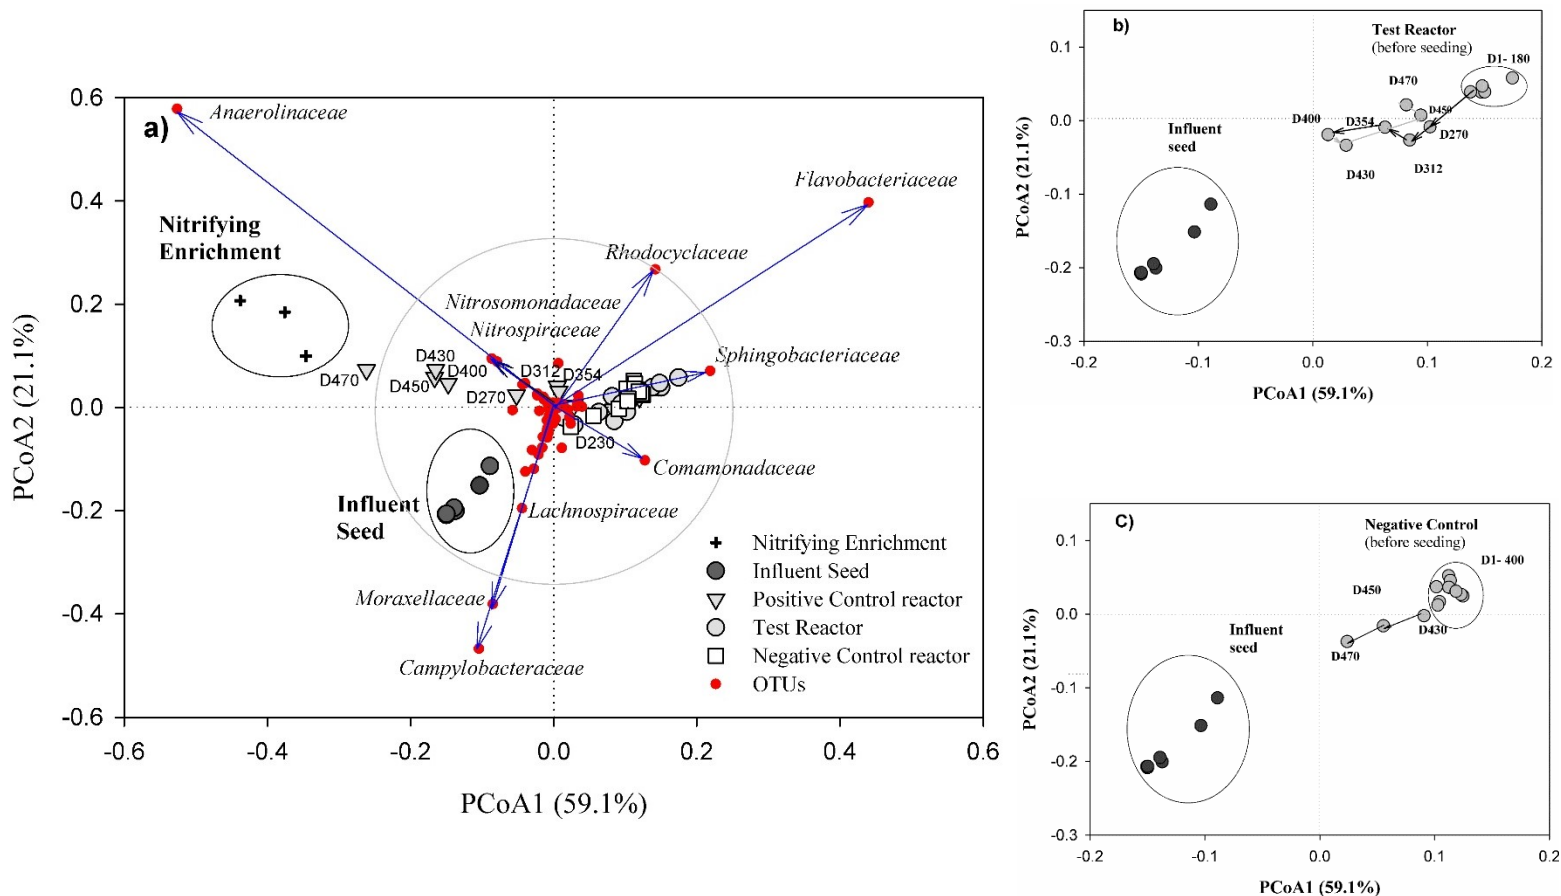 a)
0.6
0.4
0.2
0.0
-0.2
-0.4
-0.6
-0.6
-0.4
-0.2
0.0
0.2
0.4
0.6
PCoA2 (21.1%)
PCoA1 (59.1%)
Anaerolinaceae
Flavobacteriaceae
Nitrifying
Enrichment
Rhodocyclaceae
Nitrosomonadaceae
Nitrospiraceae
Sphingobacteriaceae
D430
D400
D312
D354
D470
D450
D270
D230
Comamonadaceae
Influent
Seed
Lachnospiraceae
Moraxellaceae
Campylobacteraceae
Nitrifying Enrichment
Influent Seed
Positive Control reactor
Test Reactor
Negative Control reactor
OTUs
b)
Test Reactor
(before seeding)
D1- 180
D470
D450
D400
D354
D270
D430
D312
Influent
seed
0.1
0.0
-0.1
-0.2
-0.3
-0.2
-0.1
0.0
0.1
0.2
PCoA2 (21.1%)
PCoA1 (59.1%)
C)
Negative Control
(before seeding)
D1- 400
D450
D430
D470
Influent
seed
0.1
0.0
-0.1
-0.2
-0.3
-0.2
-0.1
0.0
0.1
0.2
PCoA2 (21.1%)
PCoA1 (59.1%)